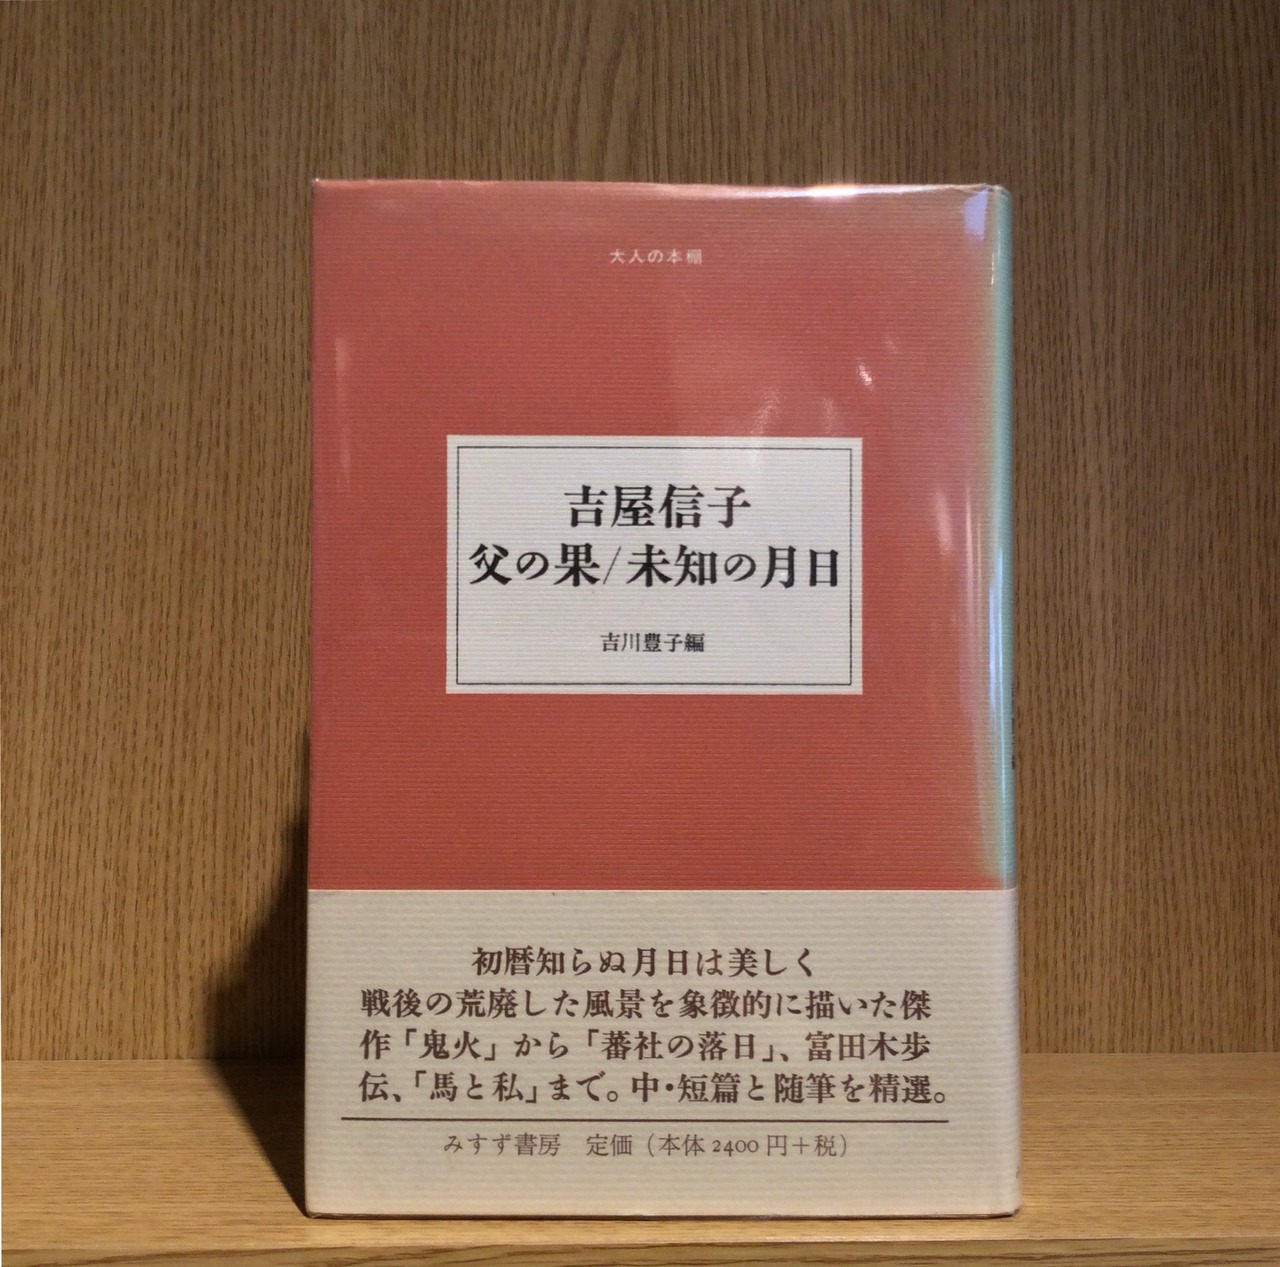 大人の本棚
吉屋信子
父の果/未知の月日
吉川豊子編
初暦知らぬ月日は美しく
戦後の荒廃した風景を象徴的に描いた傑
作「鬼火」から「蕃社の落日」、富田木歩
伝、「馬と私」まで。中・短篇と随筆を精選。
みすず書房 定価（本体2400円＋税）